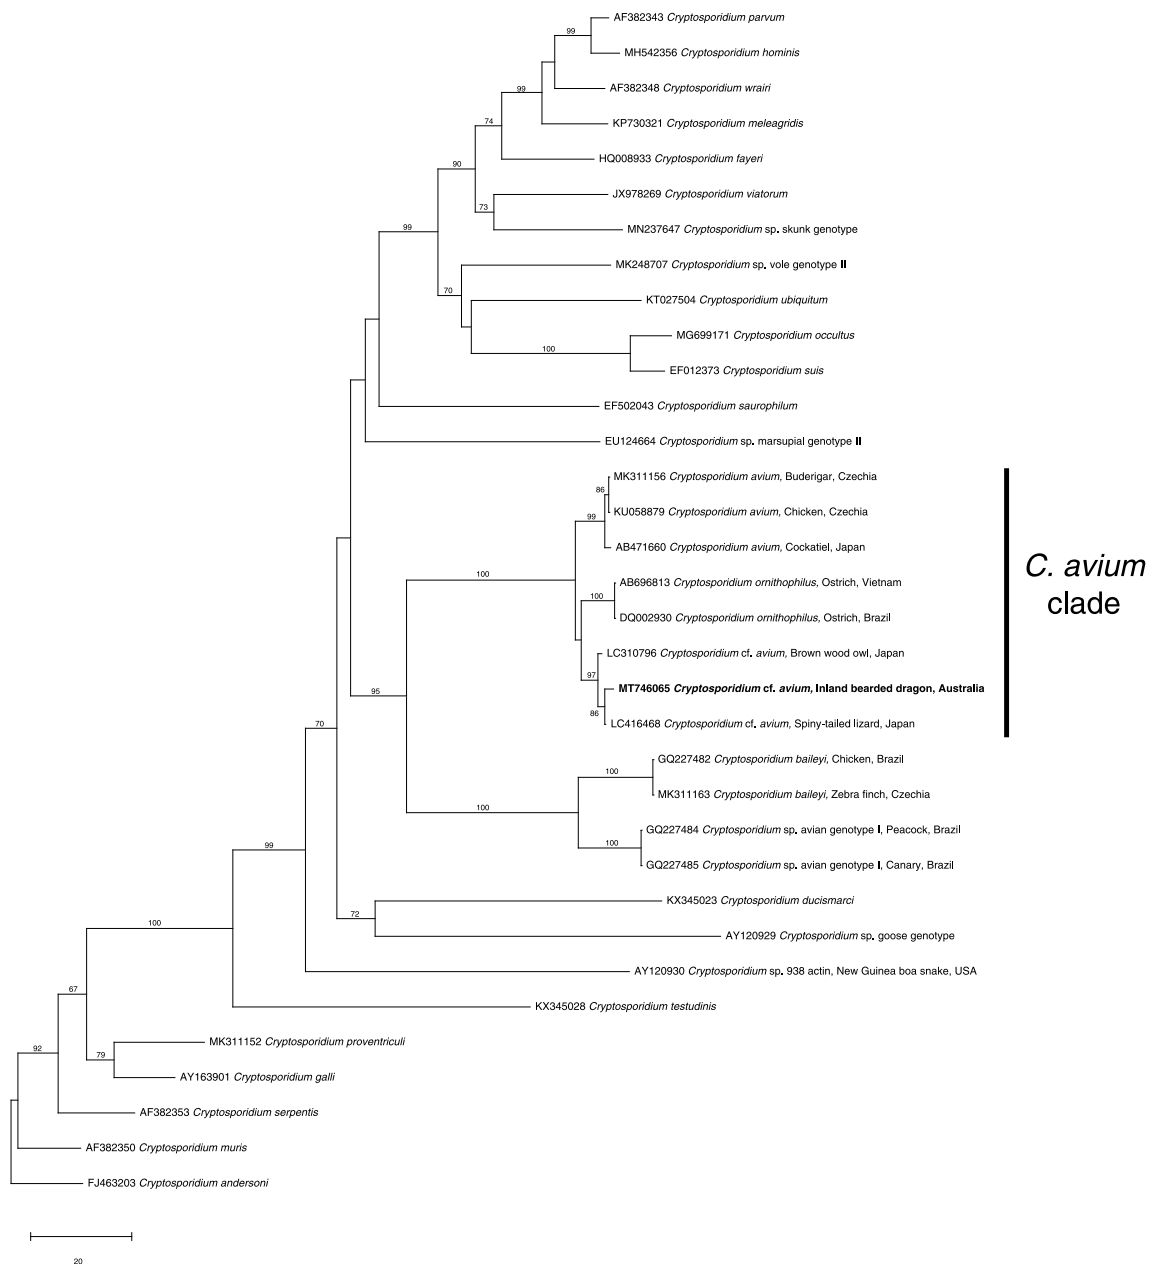 AF382343 Cryptosporidium parvum
99
MH542356 Cryptosporidium hominis
AF382348 Cryptosporidium wrairi
99
KP730321 Cryptosporidium meleagridis
74
HQ008933 Cryptosporidium fayeri
90
JX978269 Cryptosporidium viatorum
73
MN237647 Cryptosporidium sp. skunk genotype
99
MK248707 Cryptosporidium sp. vole genotype II
70
KT027504 Cryptosporidium ubiquitum
MG699171 Cryptosporidium occultus
100
EF012373 Cryptosporidium suis
EF502043 Cryptosporidium saurophilum
EU124664 Cryptosporidium sp. marsupial genotype II
MK311156 Cryptosporidium avium, Buderigar, Czechia
86
KU058879 Cryptosporidium avium, Chicken, Czechia
99
AB471660 Cryptosporidium avium, Cockatiel, Japan
100
AB696813 Cryptosporidium ornithophilus, Ostrich, Vietnam
100
DQ002930 Cryptosporidium ornithophilus, Ostrich, Brazil
LC310796 Cryptosporidium cf. avium, Brown wood owl, Japan
97
MT746065 Cryptosporidium cf. avium, Inland bearded dragon, Australia
86
LC416468 Cryptosporidium cf. avium, Spiny-tailed lizard, Japan
C. avium
clade
95
70
GQ227482 Cryptosporidium baileyi, Chicken, Brazil
100
MK311163 Cryptosporidium baileyi, Zebra finch, Czechia
100
GQ227484 Cryptosporidium sp. avian genotype I, Peacock, Brazil
100
GQ227485 Cryptosporidium sp. avian genotype I, Canary, Brazil
99
KX345023 Cryptosporidium ducismarci
72
AY120929 Cryptosporidium sp. goose genotype
100
AY120930 Cryptosporidium sp. 938 actin, New Guinea boa snake, USA
67
KX345028 Cryptosporidium testudinis
MK311152 Cryptosporidium proventriculi
92
79
AY163901 Cryptosporidium galli
AF382353 Cryptosporidium serpentis
AF382350 Cryptosporidium muris
FJ463203 Cryptosporidium andersoni
20